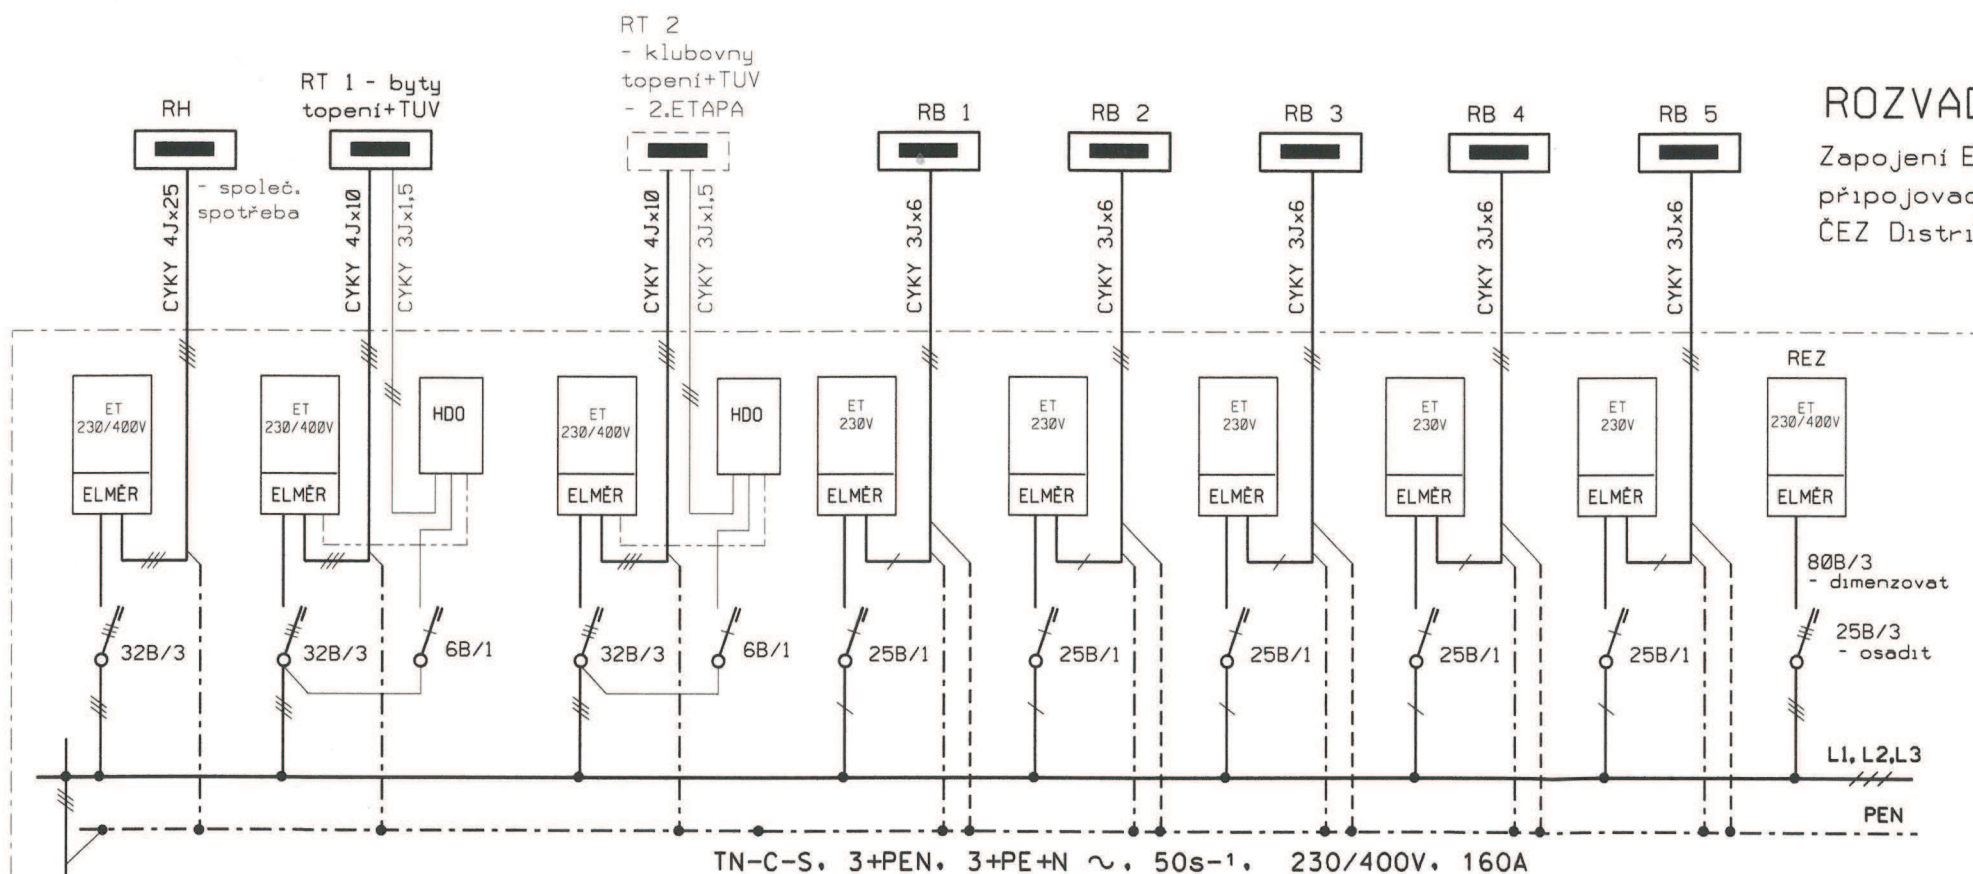 RH
RT 1 - byty
topení+TUV
RT 2
- klubovny
topení+TUV
- 2.ETAPA
RB 1
RB 2
RB 3
RB 4
RB 5
Zapojení
připojovac
ČEZ Distri
- společ.
spotřeba
CYKY 4J×25
CYKY 4J×10
CYKY 3J×1,5
CYKY 4J×10
CYKY 3J×1,5
CYKY 3J×6
CYKY 3J×6
CYKY 3J×6
CYKY 3J×6
CYKY 3J×6
REZ
ET
230/400V
ELMĚR
ET
230/400V
ELMĚR
HDO
ET
230/400V
ELMĚR
HDO
ET
230V
ELMĚR
ET
230V
ELMĚR
ET
230V
ELMĚR
ET
230V
ELMĚR
ET
230V
ELMĚR
ET
230/400V
ELMĚR
80B/3
- dimenzovat
32B/3
32B/3
6B/1
32B/3
6B/1
25B/1
25B/1
25B/1
25B/1
25B/1
25B/3
- osadit
L1, L2,L3
PEN
TN-C-S, 3+PEN, 3+PE+N ~, 50s-¹, 230/400V, 160A